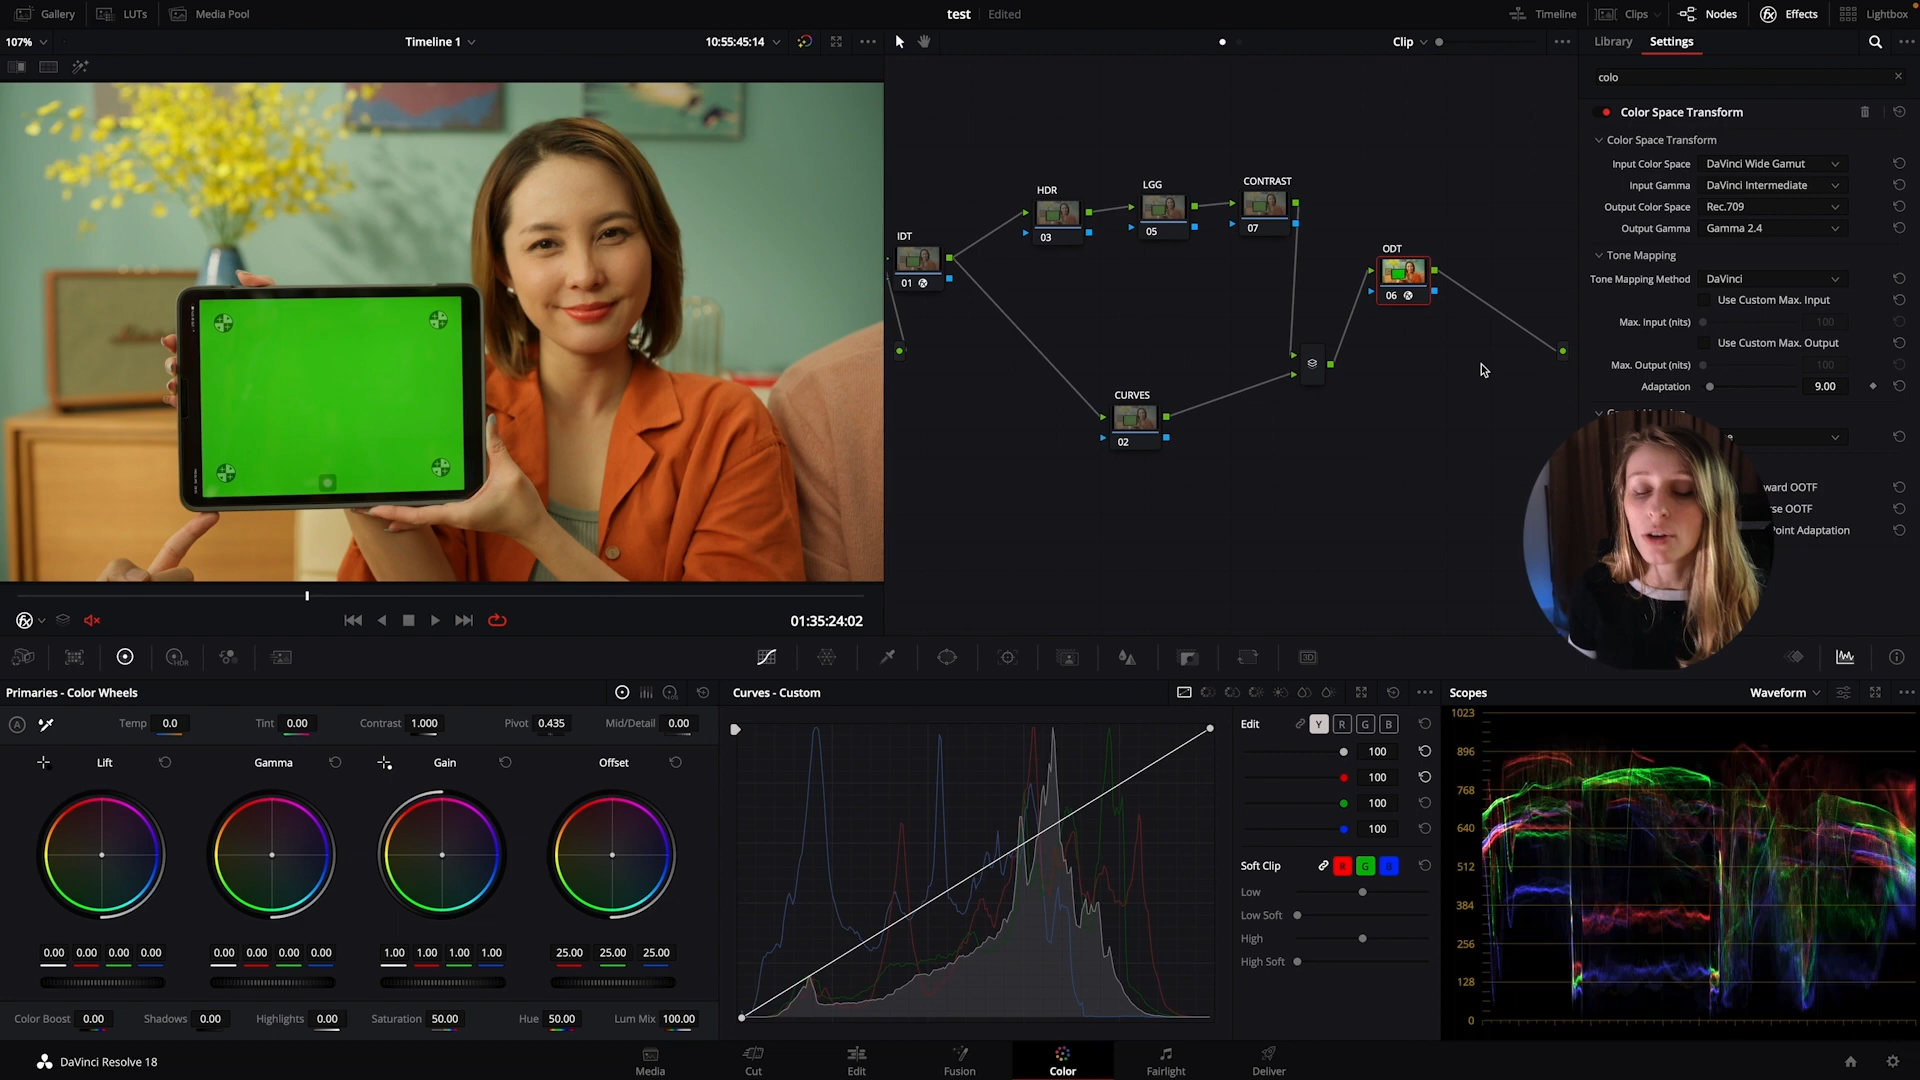 Gallery LUTs Media Pool test Edited Timeline Clips Nodes Effects Lightbox
107% Timeline 1 10:55:45:14 Clip Library Settings
colo
Color Space Transform
Color Space Transform
Input Color Space DaVinci Wide Gamut
Input Gamma DaVinci Intermediate
Output Color Space Rec.709
Output Gamma Gamma 2.4
Tone Mapping
Tone Mapping Method DaVinci
Use Custom Max. Input
Max. Input (nits) 100
Use Custom Max. Output
Max. Output (nits) 100
Adaptation 9.00
ward OOTF
se OOTF
Point Adaptation
IDT
01
HDR
03
LGG
05
CONTRAST
07
ODT
06
CURVES
02
01:35:24:02
HDR
3D
Primaries - Color Wheels
LOG
A Temp 0.0 Tint 0.00 Contrast 1.000 Pivot 0.435 Mid/Detail 0.00
Lift Gamma Gain Offset
0.00 0.00 0.00 0.00 0.00 0.00 0.00 0.00 1.00 1.00 1.00 1.00 25.00 25.00 25.00
Color Boost 0.00 Shadows 0.00 Highlights 0.00 Saturation 50.00 Hue 50.00 Lum Mix 100.00
Curves - Custom
Edit Y R G B
100
100
100
100
Soft Clip R G B
Low
Low Soft
High
High Soft
Scopes Waveform
1023
896
768
640
512
384
256
128
0
DaVinci Resolve 18 Media Cut Edit Fusion Color Fairlight Deliver